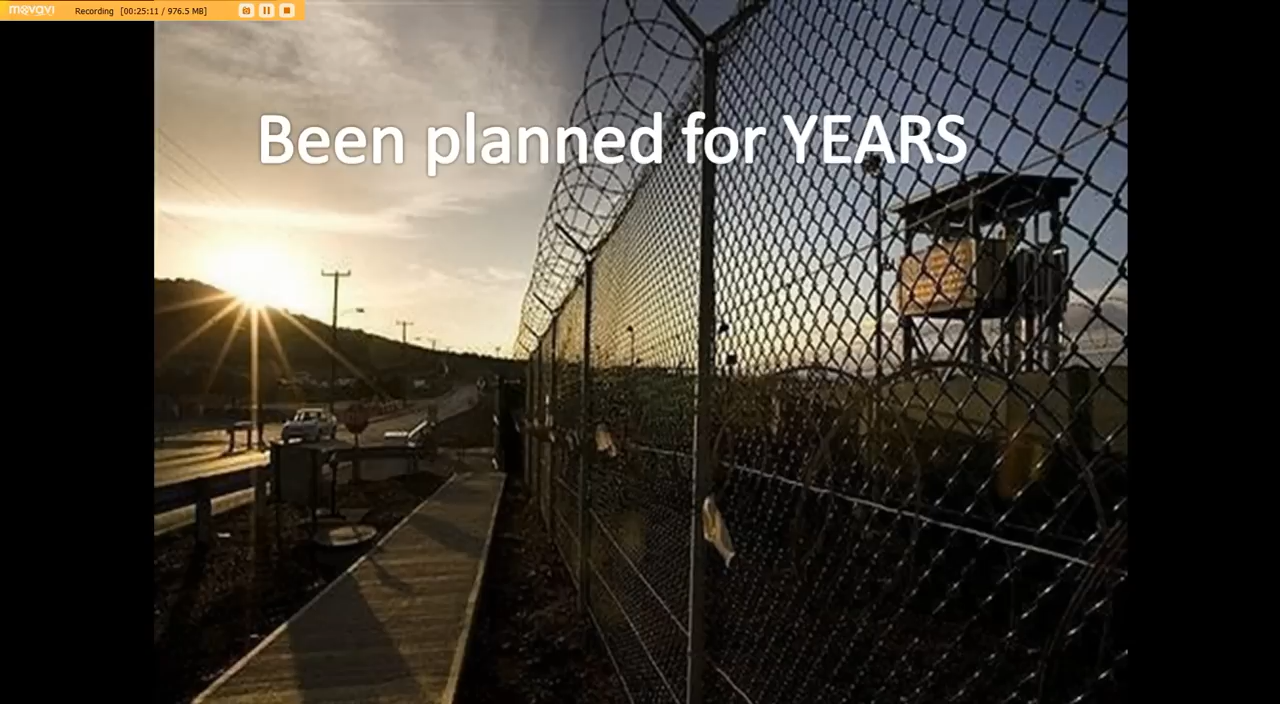 movavi Recording [00:25:11 / 976.5 MB]
Been planned for YEARS